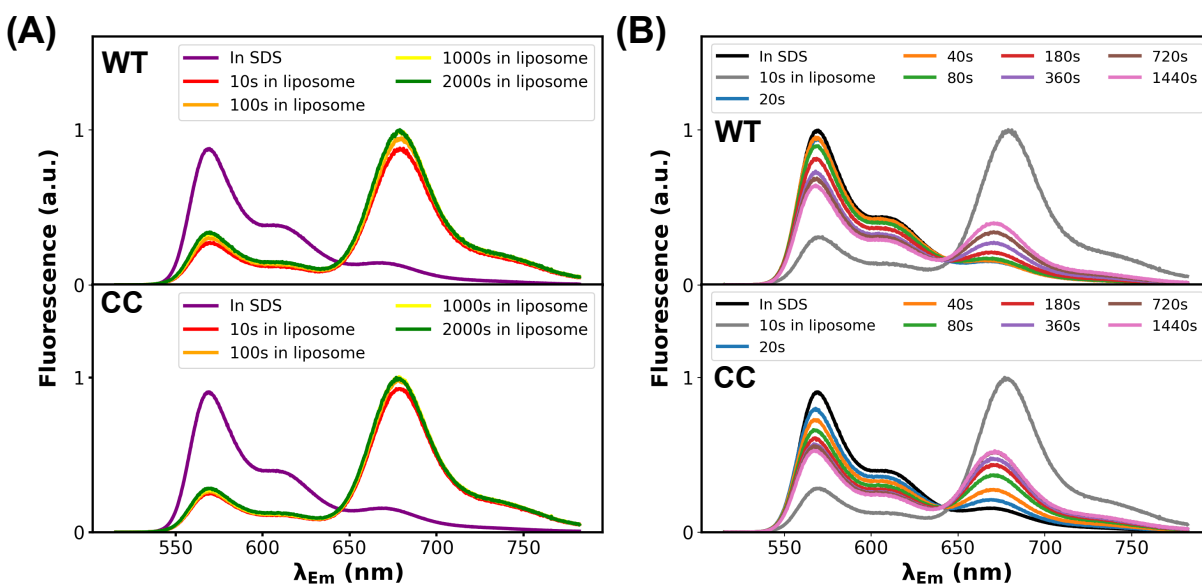 (A)
WT
In SDS
10s in liposome
100s in liposome
1000s in liposome
2000s in liposome
1
0
CC
In SDS
10s in liposome
100s in liposome
1000s in liposome
2000s in liposome
1
0
Fluorescence (a.u.)
550 600 650 700 750
λEm (nm)
(B)
In SDS
10s in liposome
20s
40s
80s
180s
360s
720s
1440s
WT
1
0
In SDS
10s in liposome
20s
40s
80s
180s
360s
720s
1440s
CC
1
0
Fluorescence (a.u.)
550 600 650 700 750
λEm (nm)